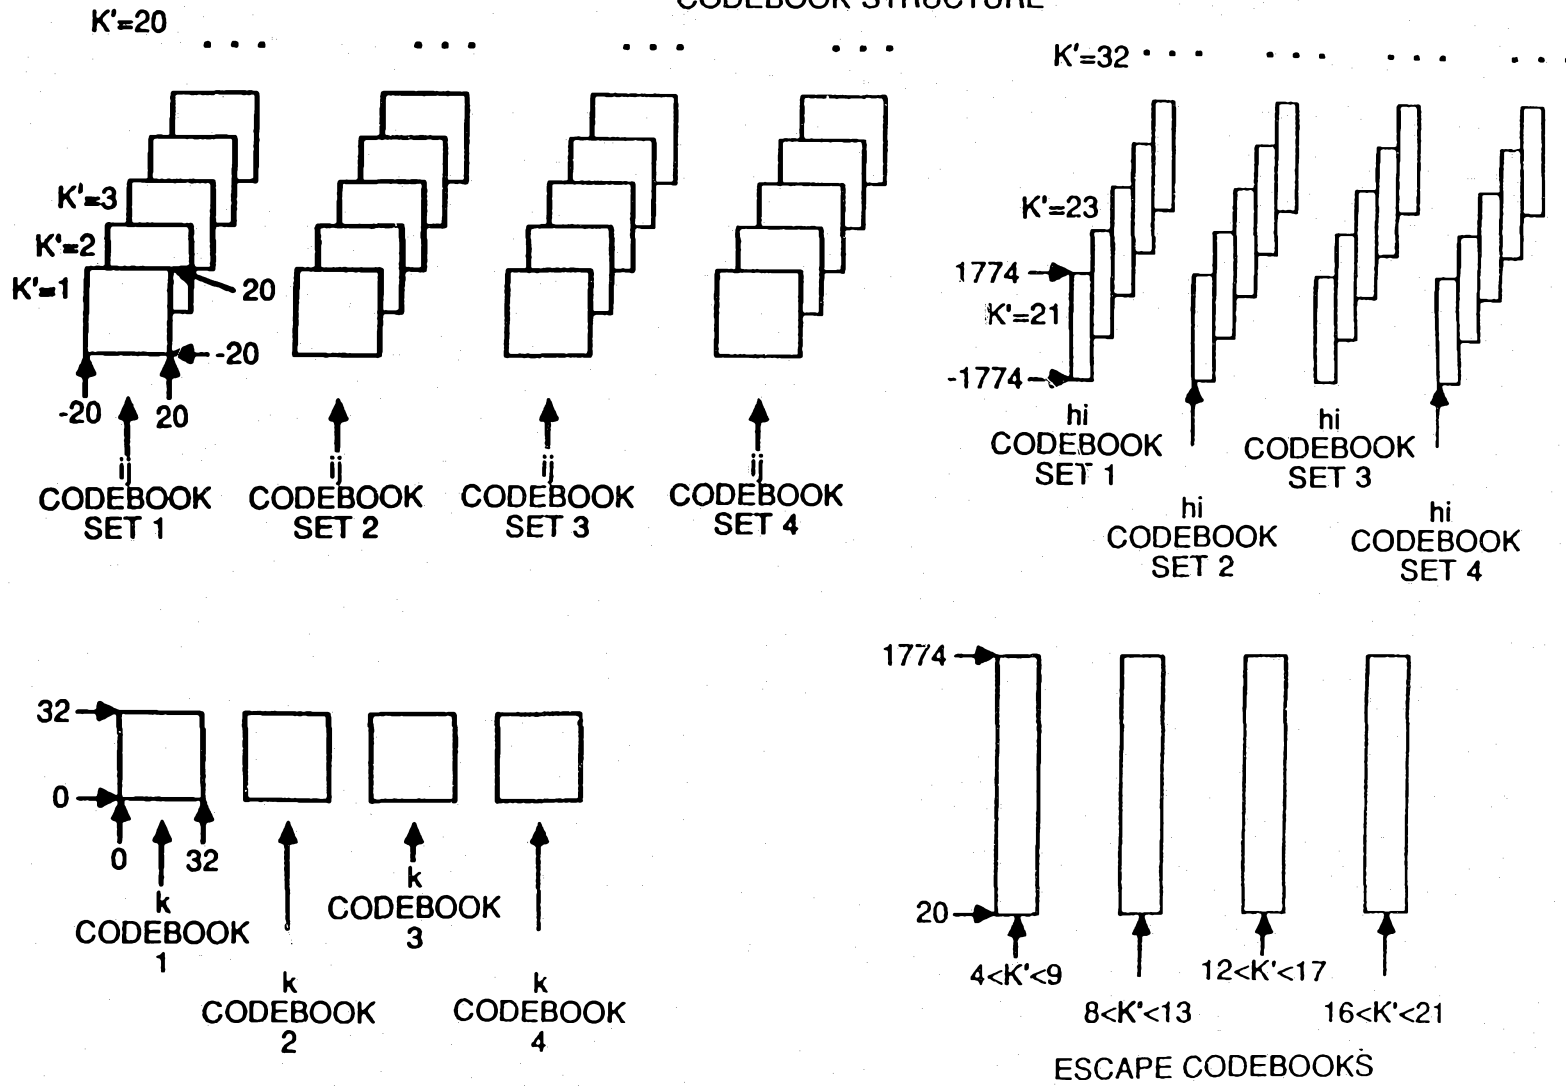 CODEBOOK STRUCTURE
K'=20
. . .
. . .
. . .
. . .
K'=3
K'=2
K'=1
20
-20
-20
20
ij
CODEBOOK
SET 1
ij
CODEBOOK
SET 2
ij
CODEBOOK
SET 3
ij
CODEBOOK
SET 4
K'=32 . . .
. . .
. . .
. . .
K'=23
1774
K'=21
-1774
hi
CODEBOOK
SET 1
hi
CODEBOOK
SET 2
hi
CODEBOOK
SET 3
hi
CODEBOOK
SET 4
32
0
0
32
k
CODEBOOK
1
k
CODEBOOK
2
k
CODEBOOK
3
k
CODEBOOK
4
1774
20
4<K'<9
8<K'<13
12<K'<17
16<K'<21
ESCAPE CODEBOOKS